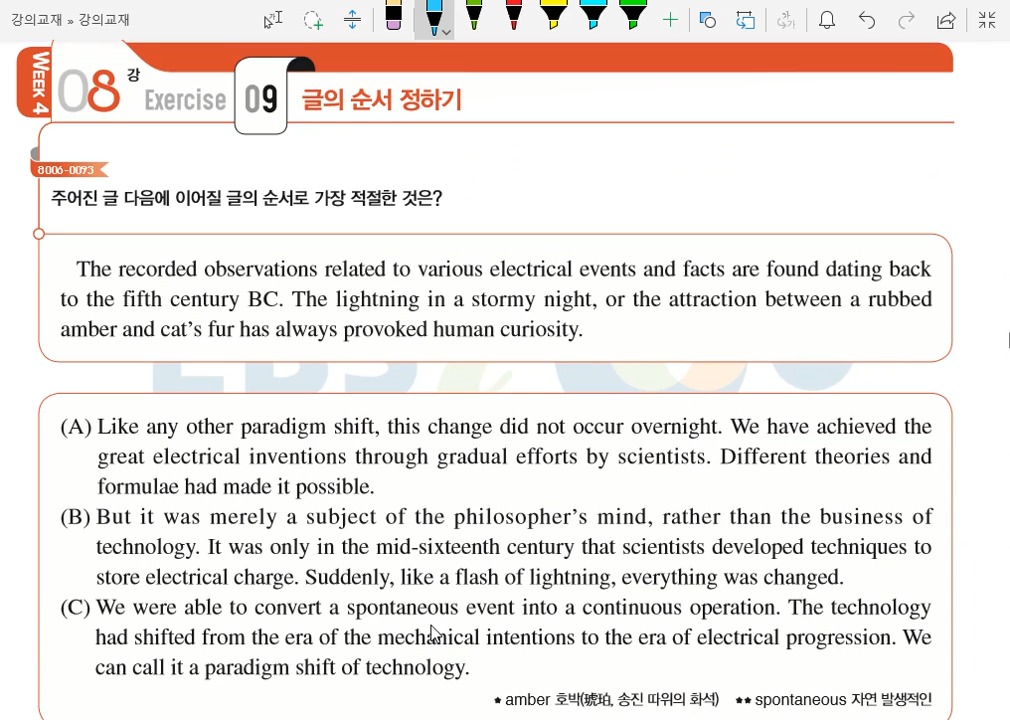 강의교재 » 강의교재
WEEK 4
08 강 Exercise 09 글의 순서 정하기
8006-0093
주어진 글 다음에 이어질 글의 순서로 가장 적절한 것은?
The recorded observations related to various electrical events and facts are found dating back
to the fifth century BC. The lightning in a stormy night, or the attraction between a rubbed
amber and cat's fur has always provoked human curiosity.
EBSi
(A) Like any other paradigm shift, this change did not occur overnight. We have achieved the
great electrical inventions through gradual efforts by scientists. Different theories and
formulae had made it possible.
(B) But it was merely a subject of the philosopher's mind, rather than the business of
technology. It was only in the mid-sixteenth century that scientists developed techniques to
store electrical charge. Suddenly, like a flash of lightning, everything was changed.
(C) We were able to convert a spontaneous event into a continuous operation. The technology
had shifted from the era of the mechanical intentions to the era of electrical progression. We
can call it a paradigm shift of technology.
★ amber 호박(琥珀, 송진 따위의 화석) ★★ spontaneous 자연 발생적인